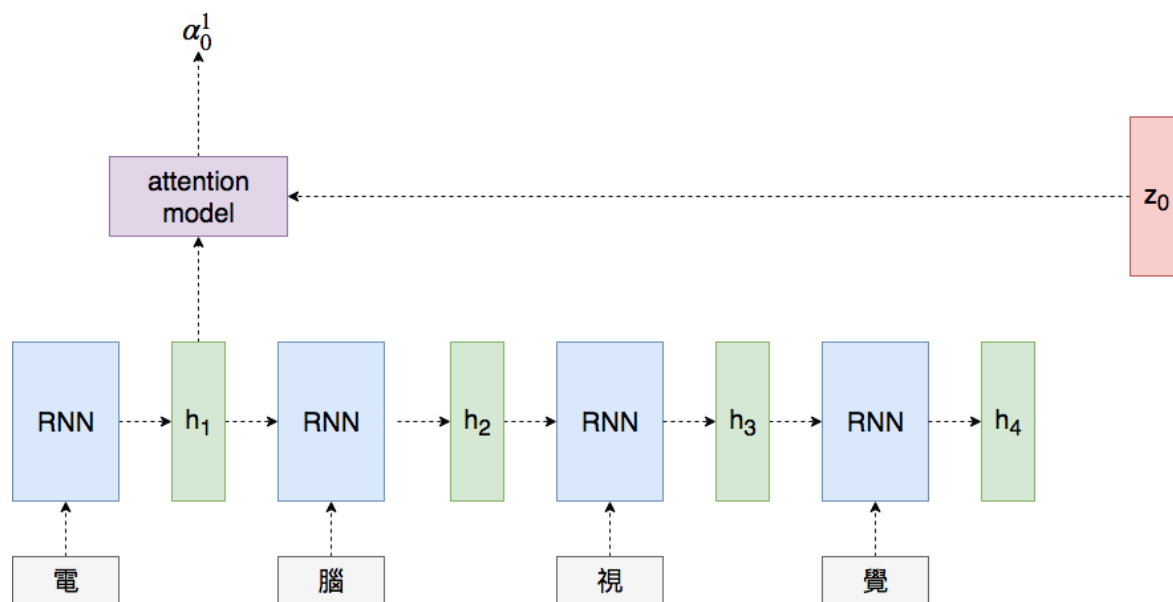 α₀¹
attention
model
z₀
RNN
h₁
RNN
h₂
RNN
h₃
RNN
h₄
電
腦
視
覺